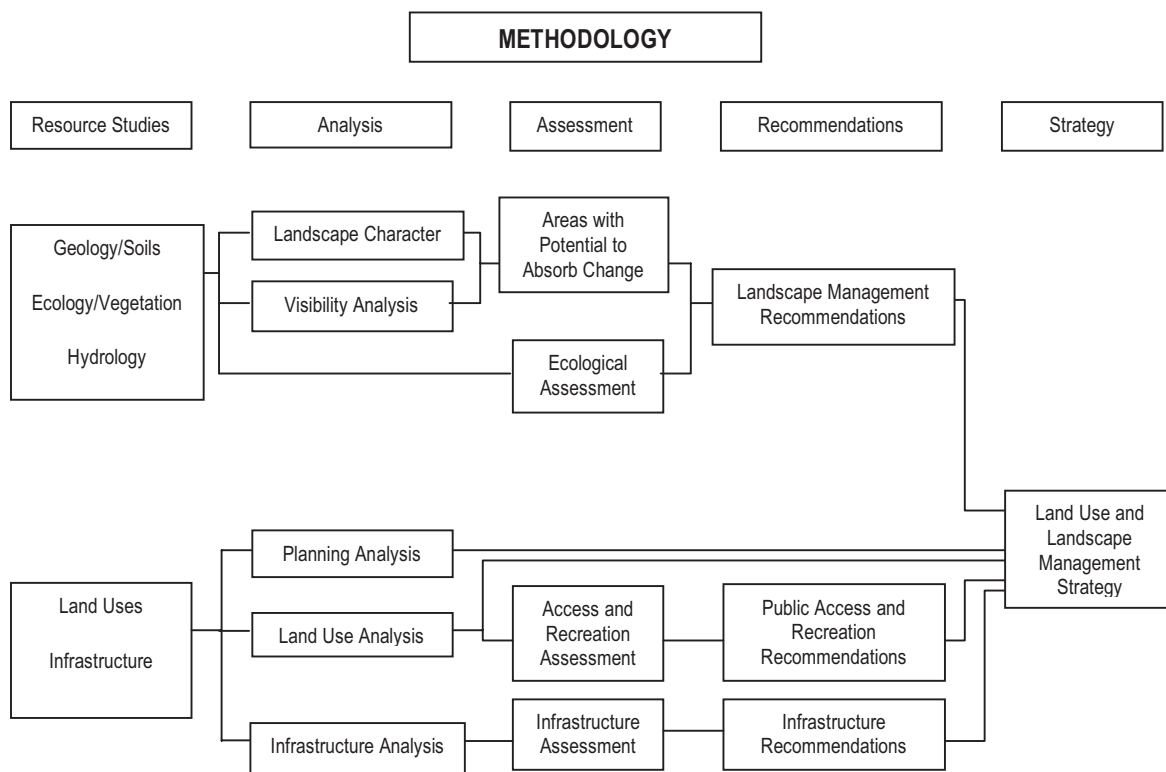 METHODOLOGY
Resource Studies
Analysis
Assessment
Recommendations
Strategy
Geology/Soils
Ecology/Vegetation
Hydrology
Landscape Character
Visibility Analysis
Areas with
Potential to
Absorb Change
Ecological
Assessment
Landscape Management
Recommendations
Land Uses
Infrastructure
Planning Analysis
Land Use Analysis
Infrastructure Analysis
Access and
Recreation
Assessment
Infrastructure
Assessment
Public Access and
Recreation
Recommendations
Infrastructure
Recommendations
Land Use and
Landscape
Management
Strategy